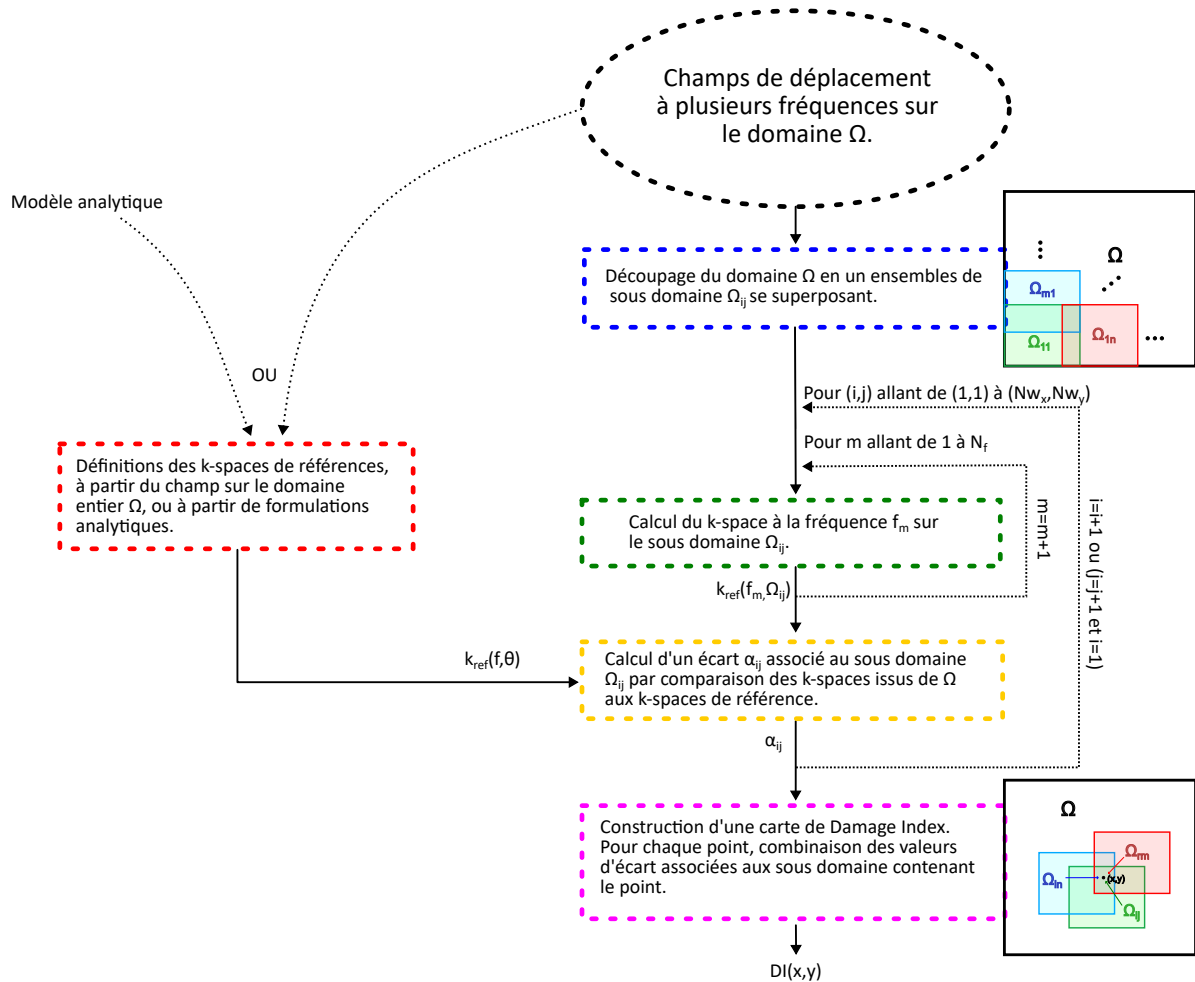 Champs de déplacement
à plusieurs fréquences sur
le domaine Ω.
Modèle analytique
OU
Découpage du domaine Ω en un ensembles de
sous domaine Ωij se superposant.
Ω
Ωm1
Ω11
Ω1n
Pour (i,j) allant de (1,1) à (Nwx,Nwy)
Pour m allant de 1 à Nf
Définitions des k-spaces de références,
à partir du champ sur le domaine
entier Ω, ou à partir de formulations
analytiques.
Calcul du k-space à la fréquence fm sur
le sous domaine Ωij.
m=m+1
i=i+1 ou (j=j+1 et i=1)
kref(fm,Ωij)
kref(f,θ)
Calcul d'un écart αij associé au sous domaine
Ωij par comparaison des k-spaces issus de Ω
aux k-spaces de référence.
αij
Construction d'une carte de Damage Index.
Pour chaque point, combinaison des valeurs
d'écart associées aux sous domaine contenant
le point.
Ω
Ωrm
Ωln
(x,y)
Ωij
DI(x,y)